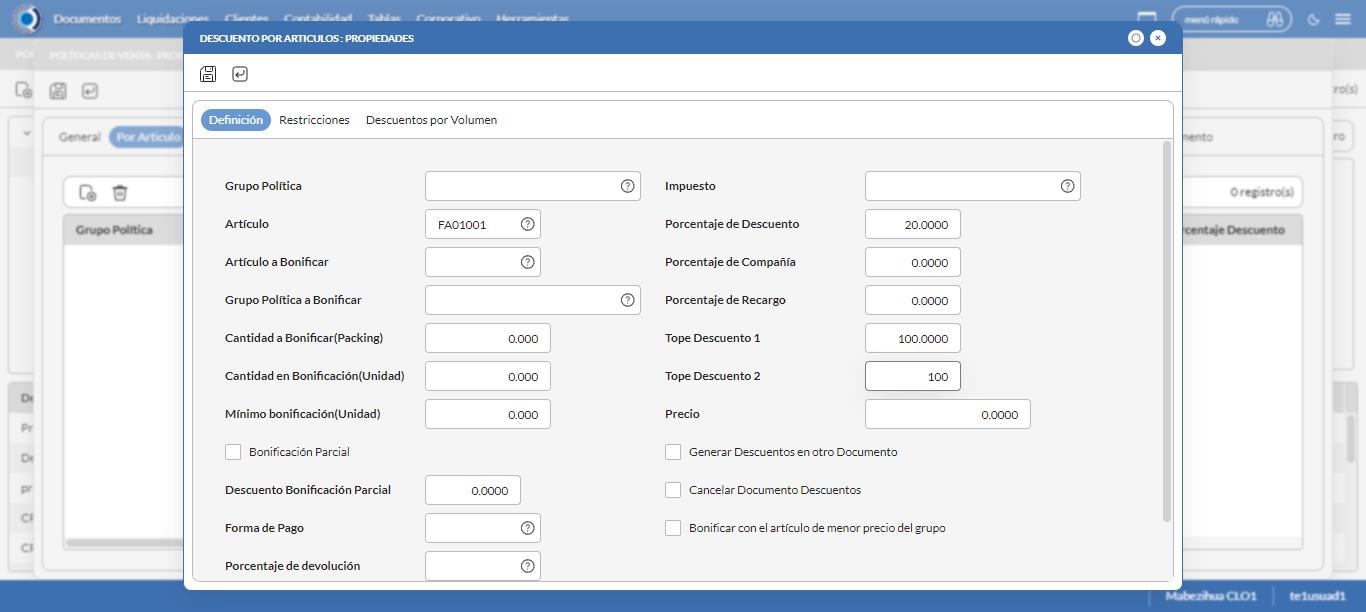 Documentos Liquidaciones Clientes Contabilidad Tablas Corporativo Herramientas menú rápido
DESCUENTO POR ARTICULOS : PROPIEDADES
POLÍTICAS DE VENTA
General Por Artículo
Definición Restricciones Descuentos por Volumen
0 registro(s)
Grupo Política
Grupo Política
Impuesto
Artículo FA01001
Porcentaje de Descuento 20.0000
Artículo a Bonificar
Porcentaje de Compañía 0.0000
Grupo Política a Bonificar
Porcentaje de Recargo 0.0000
Cantidad a Bonificar(Packing) 0.000
Tope Descuento 1 100.0000
Cantidad en Bonificación(Unidad) 0.000
Tope Descuento 2 100
Mínimo bonificación(Unidad) 0.000
Precio 0.0000
Bonificación Parcial
Generar Descuentos en otro Documento
Descuento Bonificación Parcial 0.0000
Cancelar Documento Descuentos
Forma de Pago
Bonificar con el artículo de menor precio del grupo
Porcentaje de devolución
Mabezihua CLO1 te1usuad1